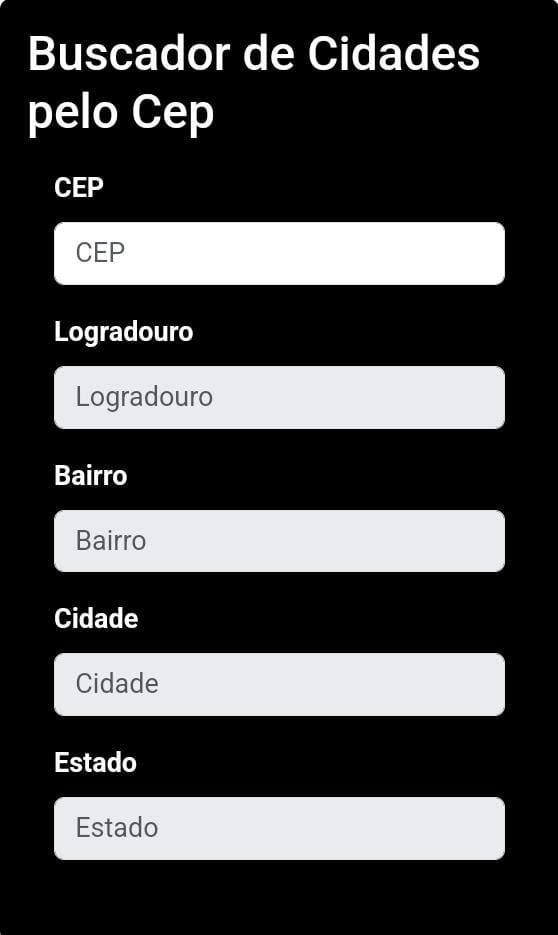 Buscador de Cidades
pelo Cep
CEP
CEP
Logradouro
Logradouro
Bairro
Bairro
Cidade
Cidade
Estado
Estado